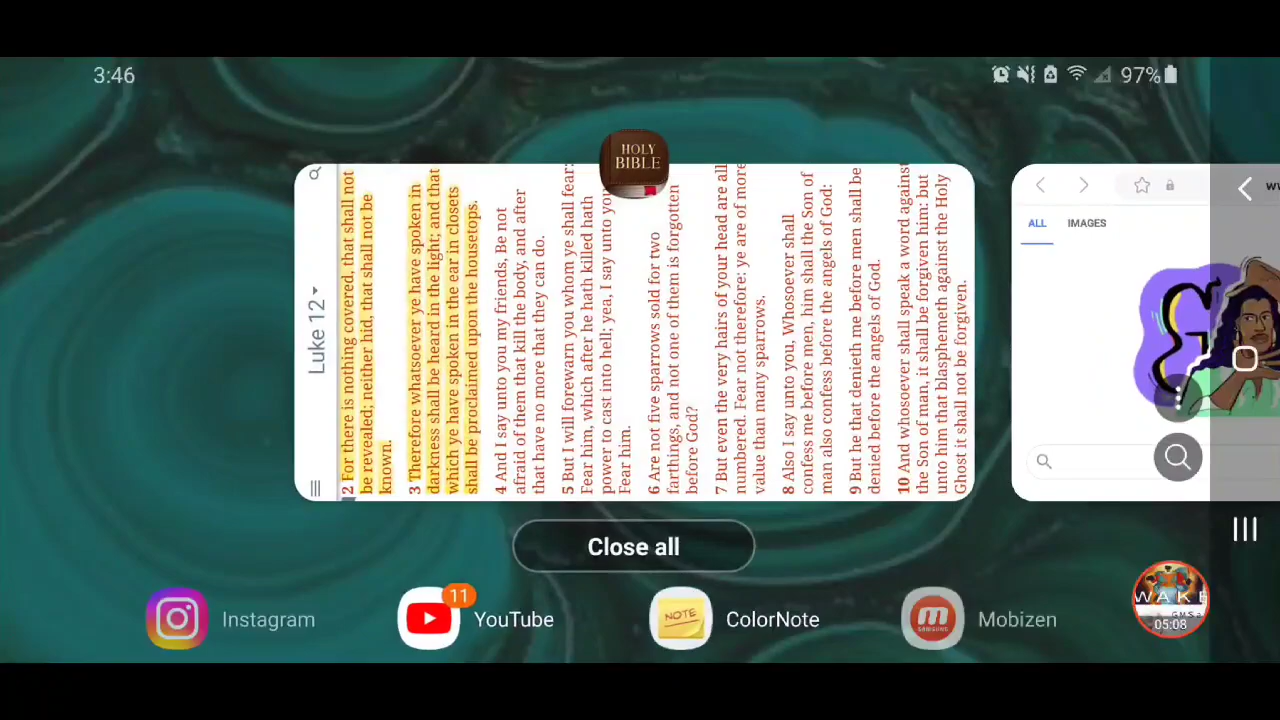 3:46
97%
HOLY
BIBLE
Luke 12
2 For there is nothing covered, that shall not
be revealed; neither hid, that shall not be
known.
3 Therefore whatsoever ye have spoken in
darkness shall be heard in the light; and that
which ye have spoken in the ear in closets
shall be proclaimed upon the housetops.
4 And I say unto you my friends, Be not
afraid of them that kill the body, and after
that have no more that they can do.
5 But I will forewarn you whom ye shall fear:
Fear him, which after he hath killed hath
power to cast into hell; yea, I say unto you,
Fear him.
6 Are not five sparrows sold for two
farthings, and not one of them is forgotten
before God?
7 But even the very hairs of your head are all
numbered. Fear not therefore: ye are of more
value than many sparrows.
8 Also I say unto you, Whosoever shall
confess me before men, him shall the Son of
man also confess before the angels of God:
9 But he that denieth me before men shall be
denied before the angels of God.
10 And whosoever shall speak a word against
the Son of man, it shall be forgiven him: but
unto him that blasphemeth against the Holy
Ghost it shall not be forgiven.
ALL IMAGES
Close all
Instagram
11
YouTube
NOTE
ColorNote
m
SAMSUNG
Mobizen
WAKE
05:08